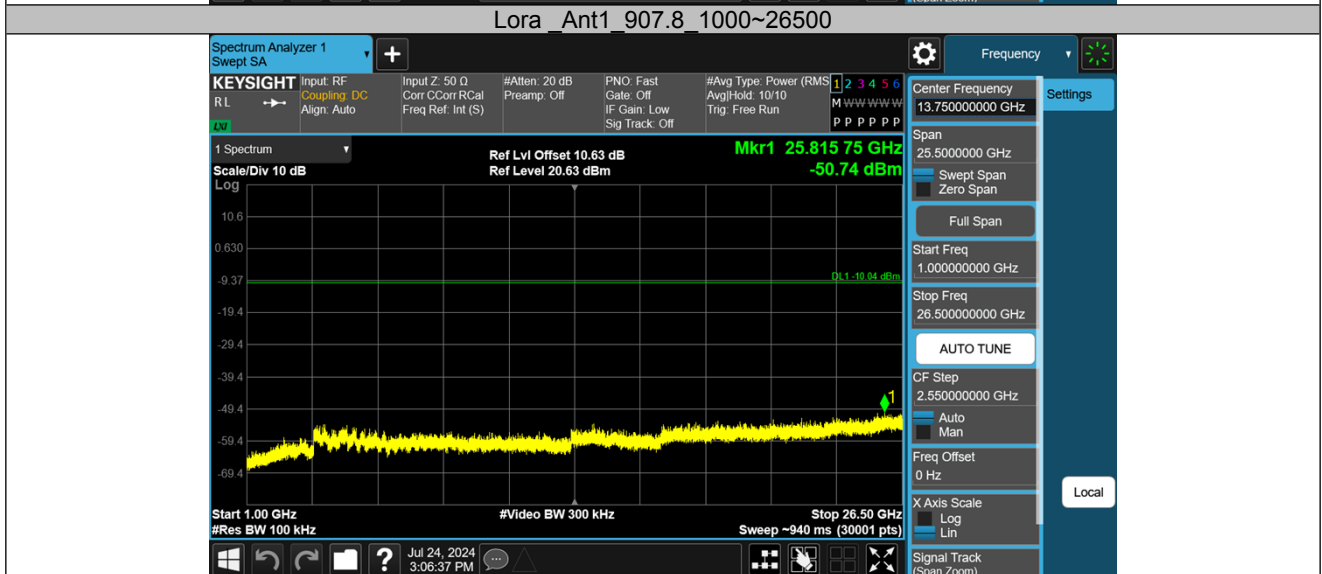 (Span Zoom)
Lora _Ant1_907.8_1000~26500
Spectrum Analyzer 1
Swept SA
+
Frequency
KEYSIGHT
RL
LXI
Input: RF
Coupling: DC
Align: Auto
Input Z: 50 Ω
Corr CCorr RCal
Freq Ref: Int (S)
#Atten: 20 dB
Preamp: Off
PNO: Fast
Gate: Off
IF Gain: Low
Sig Track: Off
#Avg Type: Power (RMS
Avg|Hold: 10/10
Trig: Free Run
1 2 3 4 5 6
M W W W W W
P P P P P P
1 Spectrum
Scale/Div 10 dB
Log
Ref Lvl Offset 10.63 dB
Ref Level 20.63 dBm
Mkr1 25.815 75 GHz
-50.74 dBm
10.6
0.630
-9.37
-19.4
-29.4
-39.4
-49.4
-59.4
-69.4
DL1 -10.04 dBm
1
Start 1.00 GHz
#Res BW 100 kHz
#Video BW 300 kHz
Stop 26.50 GHz
Sweep ~940 ms (30001 pts)
Center Frequency
13.750000000 GHz
Span
25.5000000 GHz
Swept Span
Zero Span
Full Span
Start Freq
1.000000000 GHz
Stop Freq
26.500000000 GHz
AUTO TUNE
CF Step
2.550000000 GHz
Auto
Man
Freq Offset
0 Hz
X Axis Scale
Log
Lin
Signal Track
(Span Zoom)
Settings
Local
?
Jul 24, 2024
3:06:37 PM